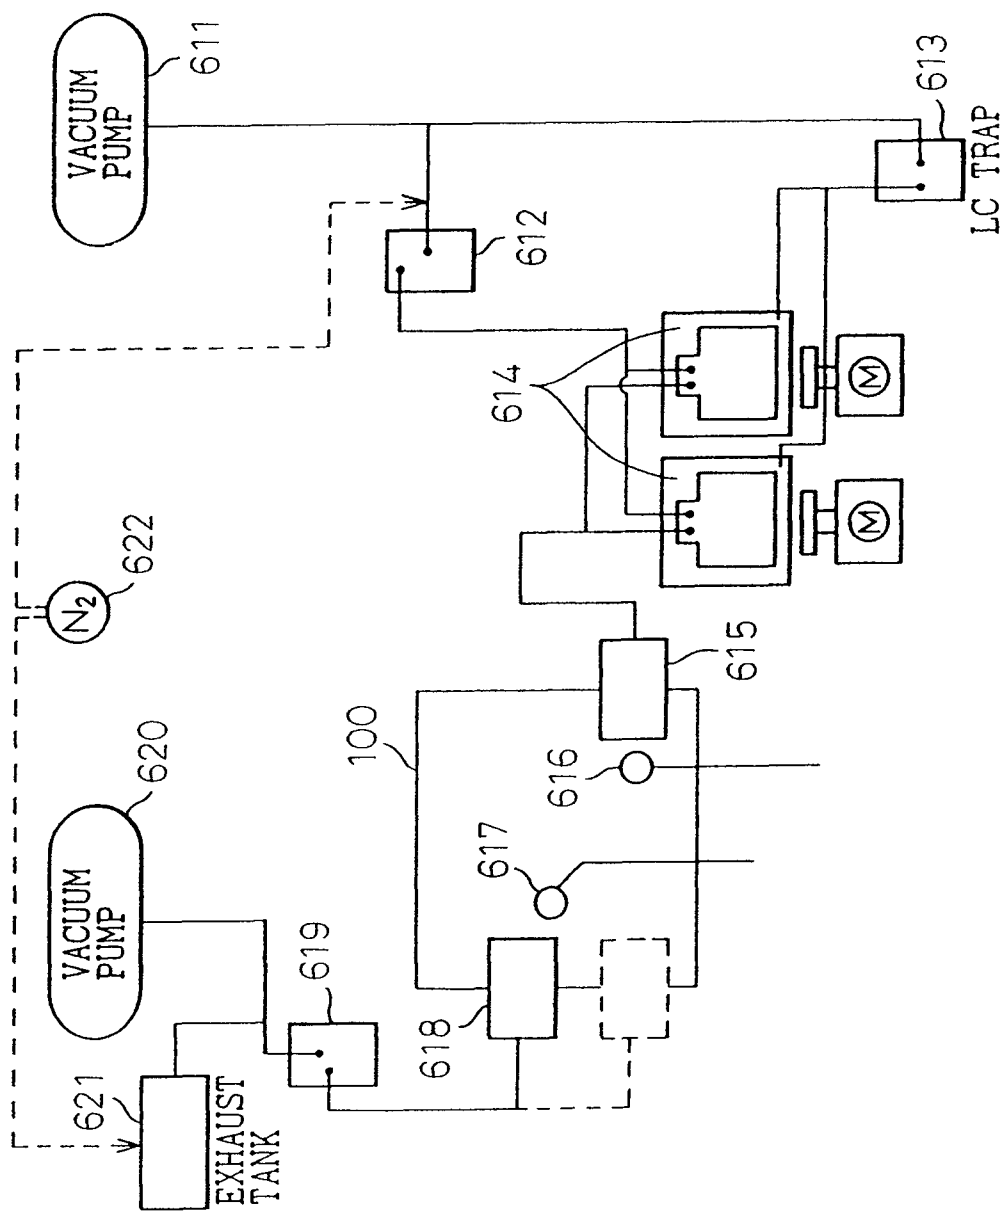 VACUUM
PUMP
611
612
613
LC TRAP
614
M
M
N2
622
VACUUM
PUMP
620
100
615
616
617
618
619
621
EXHAUST
TANK